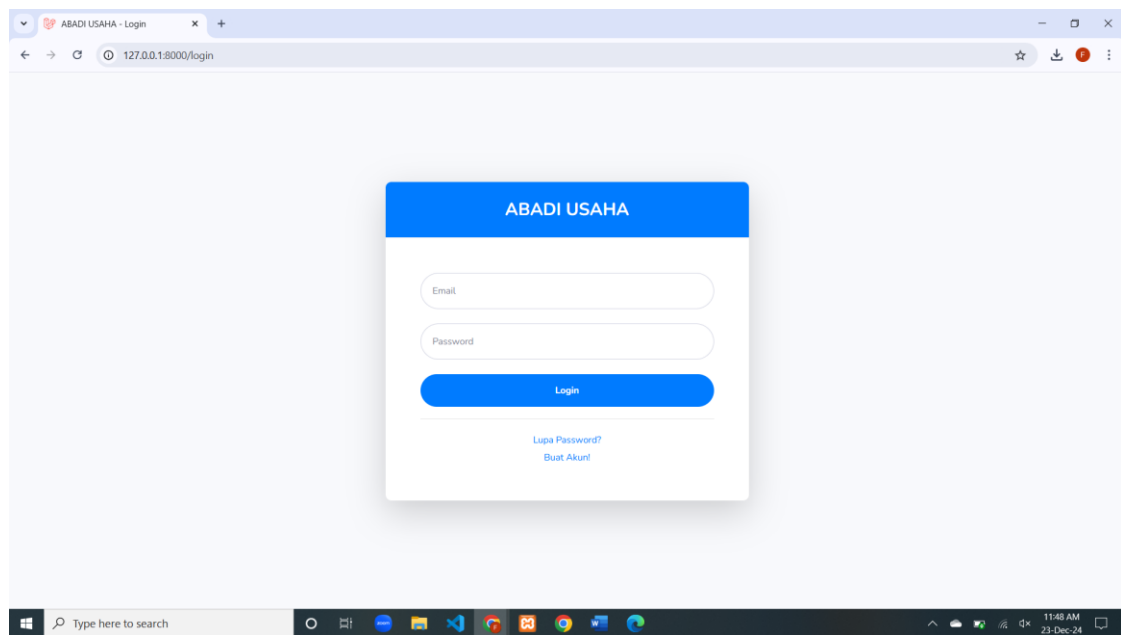 ABADI USAHA - Login
127.0.0.1:8000/login
F
ABADI USAHA
Email
Password
Login
Lupa Password?
Buat Akun!
Type here to search
zoom
11:48 AM
23-Dec-24